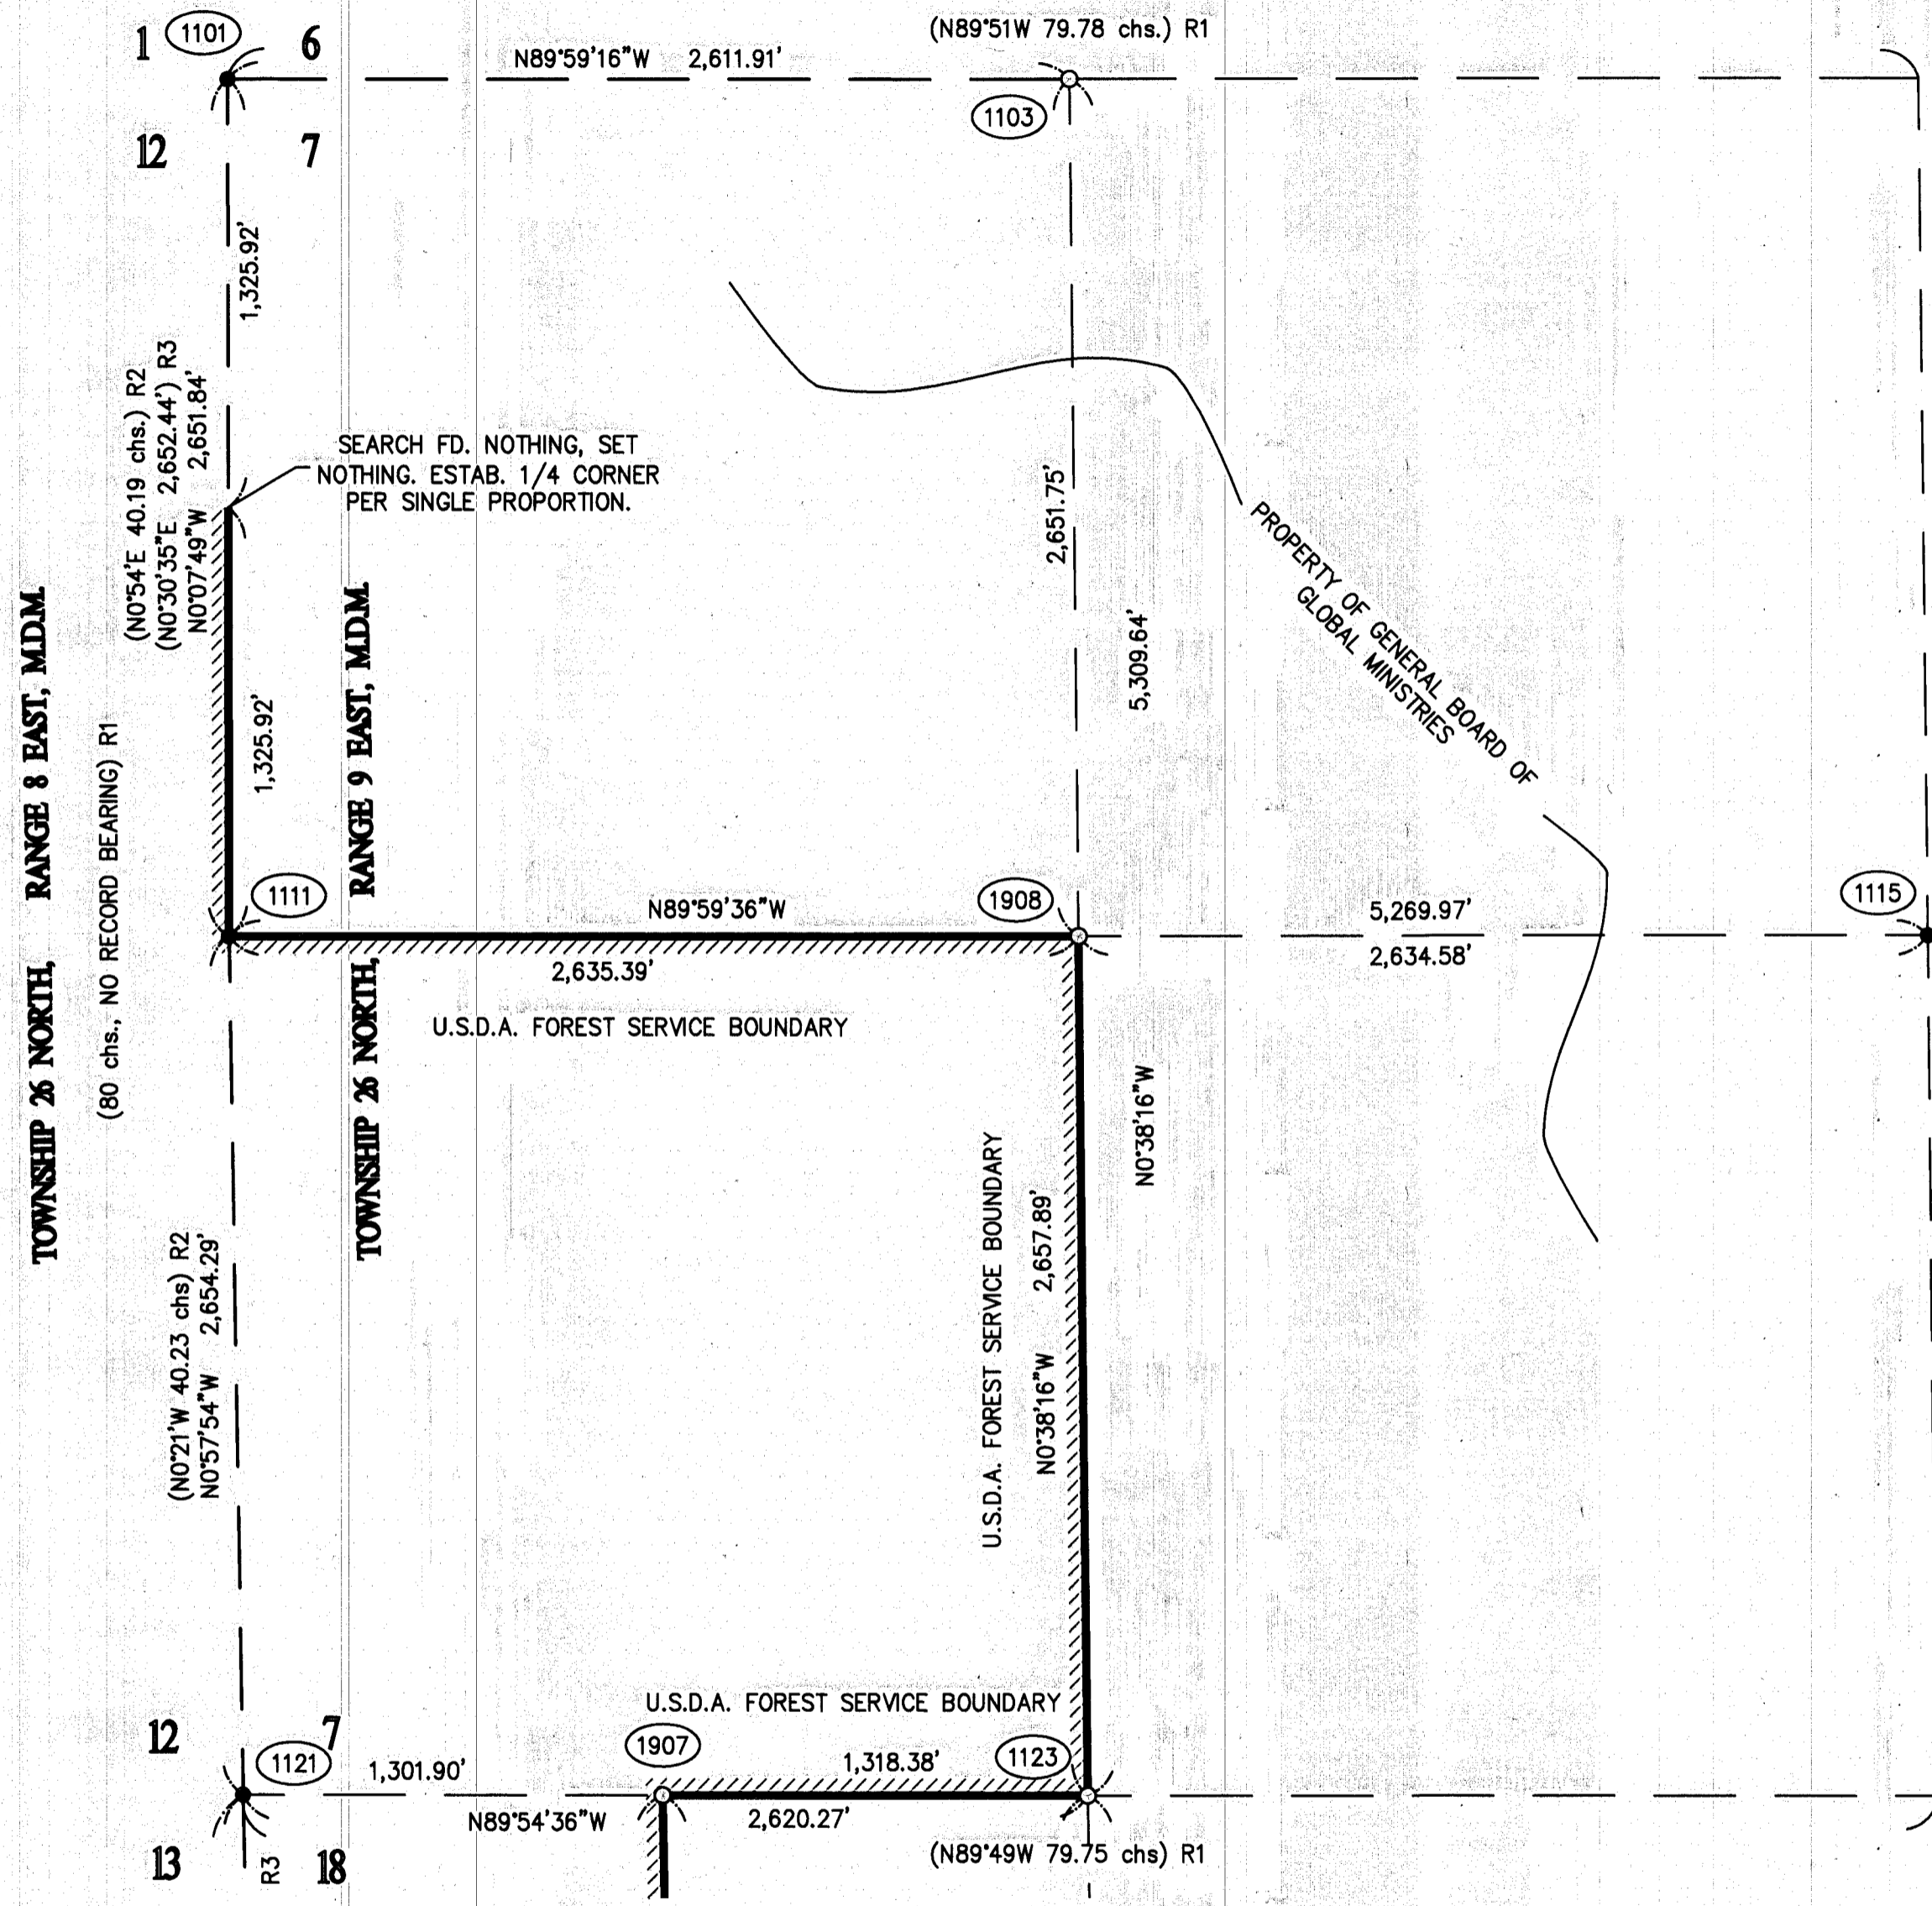 1 1101 6
N89°59'16"W 2,611.91'
(N89°51W 79.78 chs.) R1
1103
12 7
1,325.92'
(N0°54'E 40.19 chs.) R2
(N0°30'35"E 2,652.44') R3
N0°07'49"W 2,651.84'
SEARCH FD. NOTHING, SET
NOTHING. ESTAB. 1/4 CORNER
PER SINGLE PROPORTION.
2,651.75'
5,309.64'
PROPERTY OF GENERAL BOARD OF
GLOBAL MINISTRIES
TOWNSHIP 26 NORTH, RANGE 8 EAST, M.D.M.
(80 chs., NO RECORD BEARING) R1
1,325.92'
TOWNSHIP 26 NORTH, RANGE 9 EAST, M.D.M.
1111
N89°59'36"W
1908
5,269.97'
1115
2,635.39'
2,634.58'
U.S.D.A. FOREST SERVICE BOUNDARY
N0°38'16"W
U.S.D.A. FOREST SERVICE BOUNDARY
N0°38'16"W 2,657.89'
(N0°21'W 40.23 chs) R2
N0°57'54"W 2,654.29'
U.S.D.A. FOREST SERVICE BOUNDARY
12 7
1121
1,301.90'
1907
1,318.38'
1123
N89°54'36"W
2,620.27'
(N89°49W 79.75 chs) R1
13 R3 18